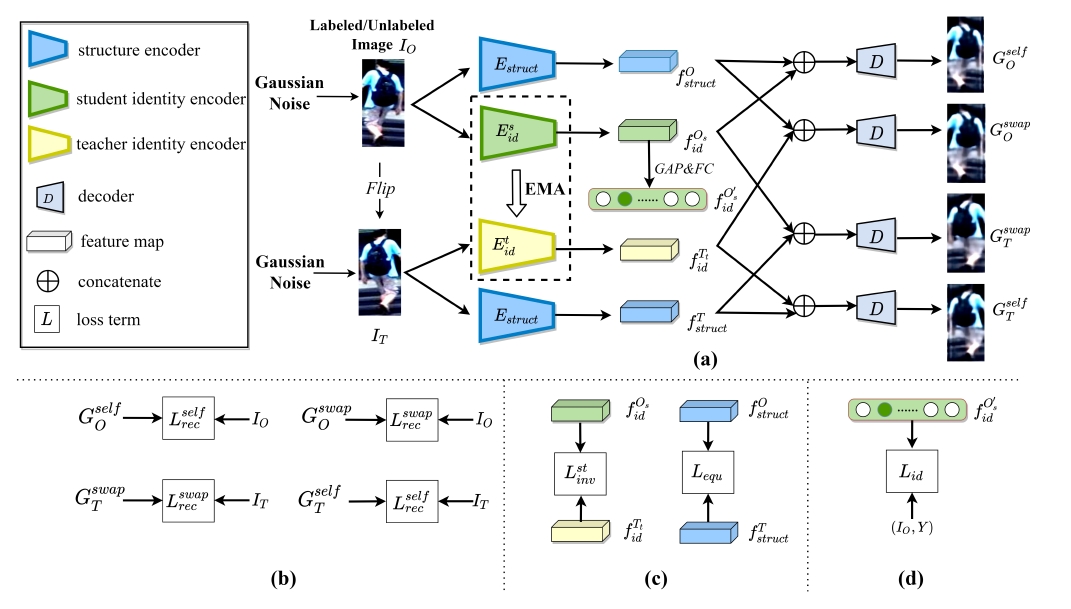 structure encoder
student identity encoder
teacher identity encoder
D decoder
feature map
concatenate
L loss term
Labeled/Unlabeled
Image I_O
Gaussian
Noise
Flip
Gaussian
Noise
I_T
E_{struct}
E_{id}^{s}
EMA
E_{id}^{t}
E_{struct}
f_{struct}^{O}
f_{id}^{O_s}
GAP&FC
...... f_{id}^{O'_s}
f_{id}^{T_t}
f_{struct}^{T}
D G_O^{self}
D G_O^{swap}
D G_T^{swap}
D G_T^{self}
(a)
G_O^{self} L_{rec}^{self} I_O
G_O^{swap} L_{rec}^{swap} I_O
G_T^{swap} L_{rec}^{swap} I_T
G_T^{self} L_{rec}^{self} I_T
(b)
f_{id}^{O_s} f_{struct}^{O}
L_{inv}^{st} L_{equ}
f_{id}^{T_t} f_{struct}^{T}
(c)
...... f_{id}^{O'_s}
L_{id}
(I_O, Y)
(d)